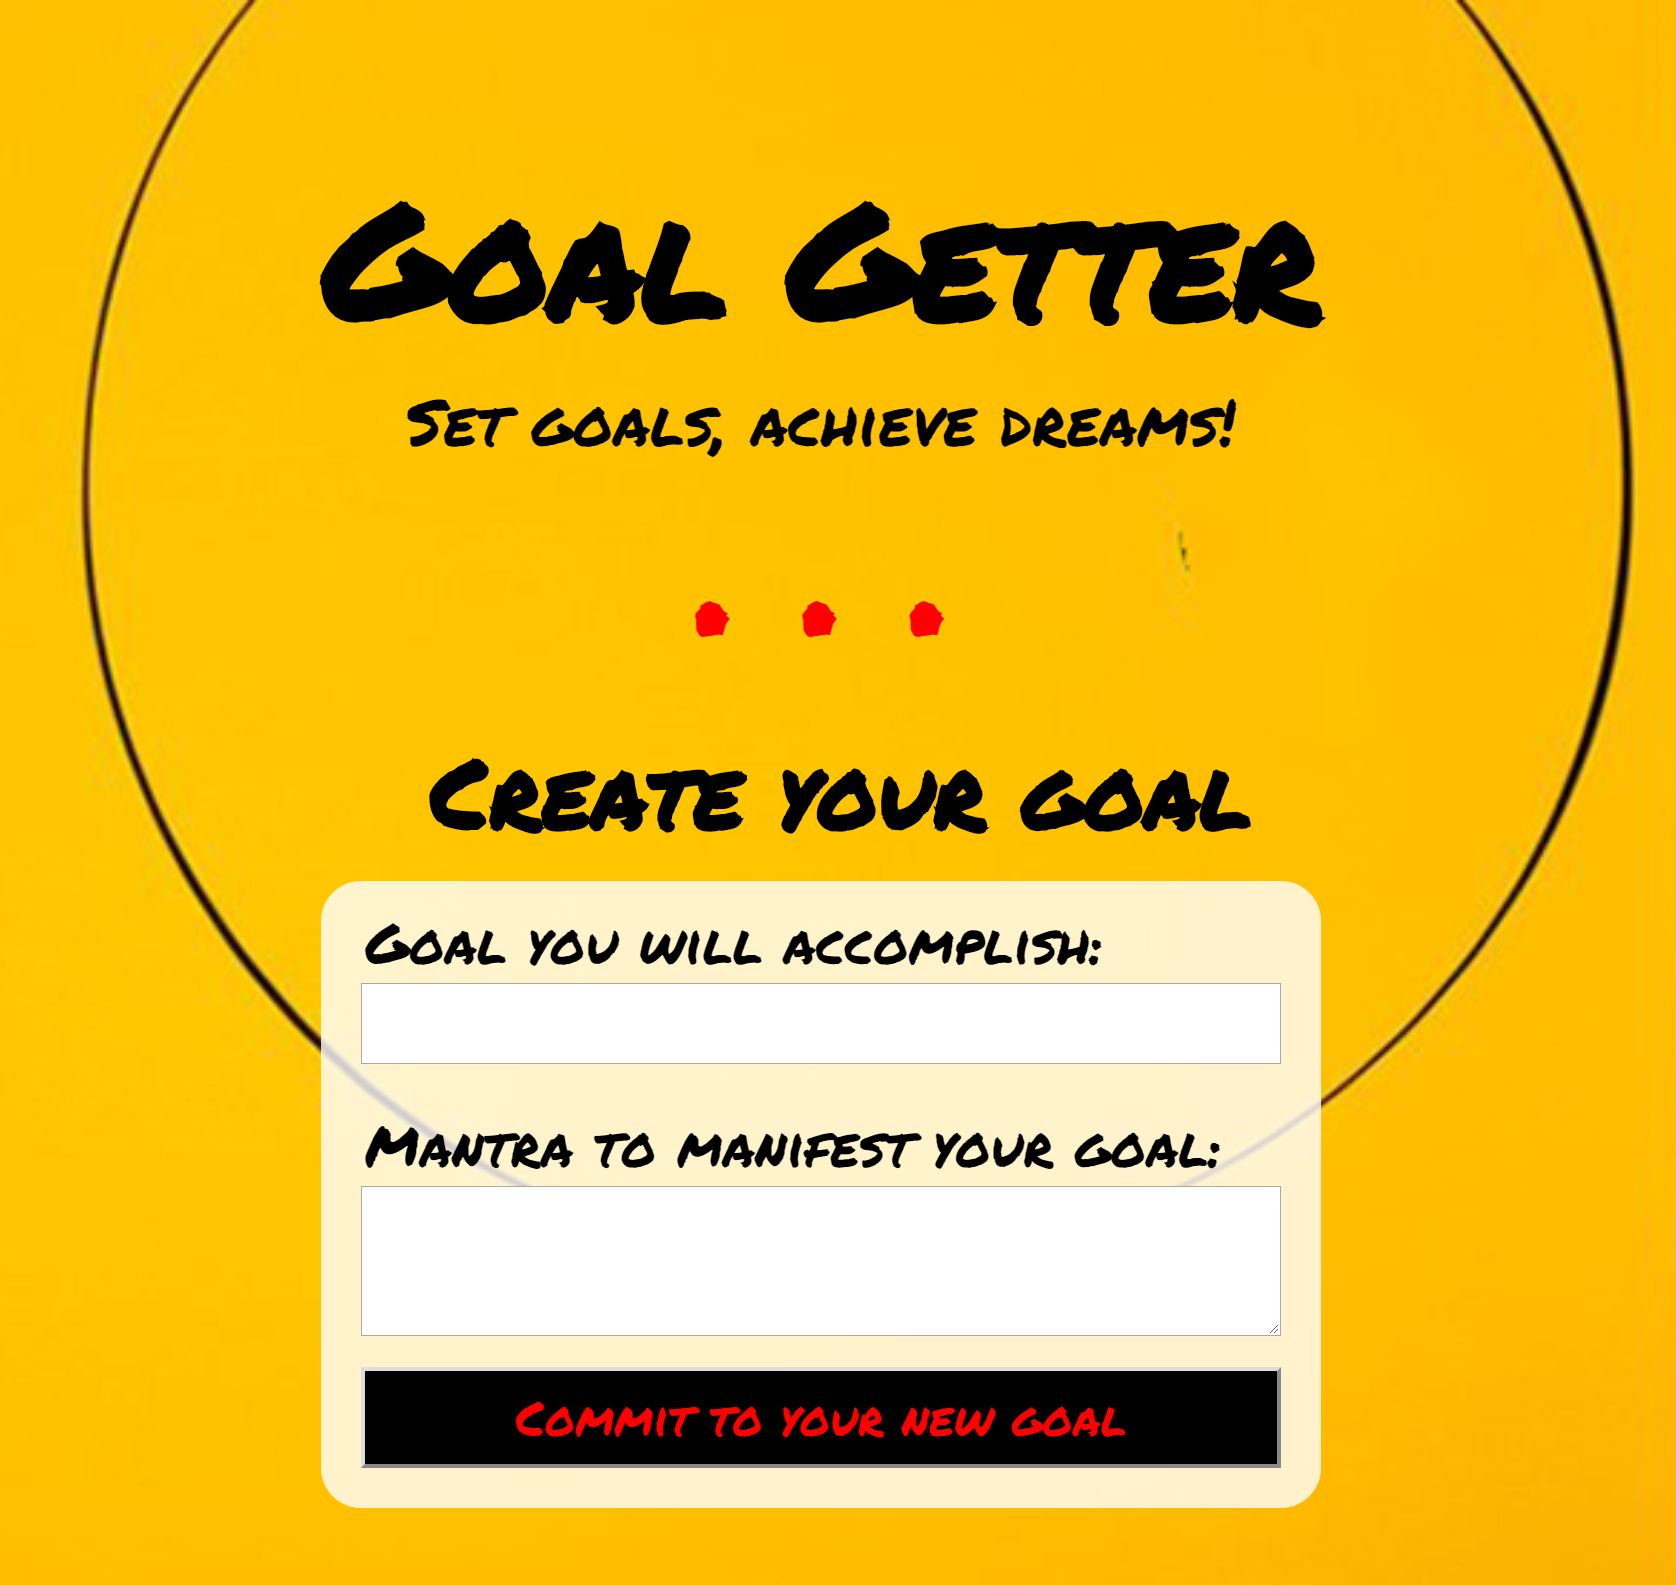 Goal Getter
Set goals, achieve dreams!
Create your goal
Goal you will accomplish:
Mantra to manifest your goal:
Commit to your new goal